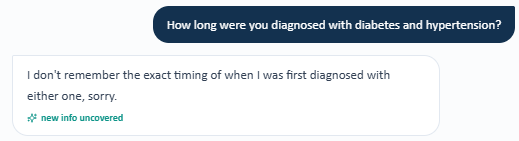 How long were you diagnosed with diabetes and hypertension?
I don't remember the exact timing of when I was first diagnosed with
either one, sorry.
new info uncovered